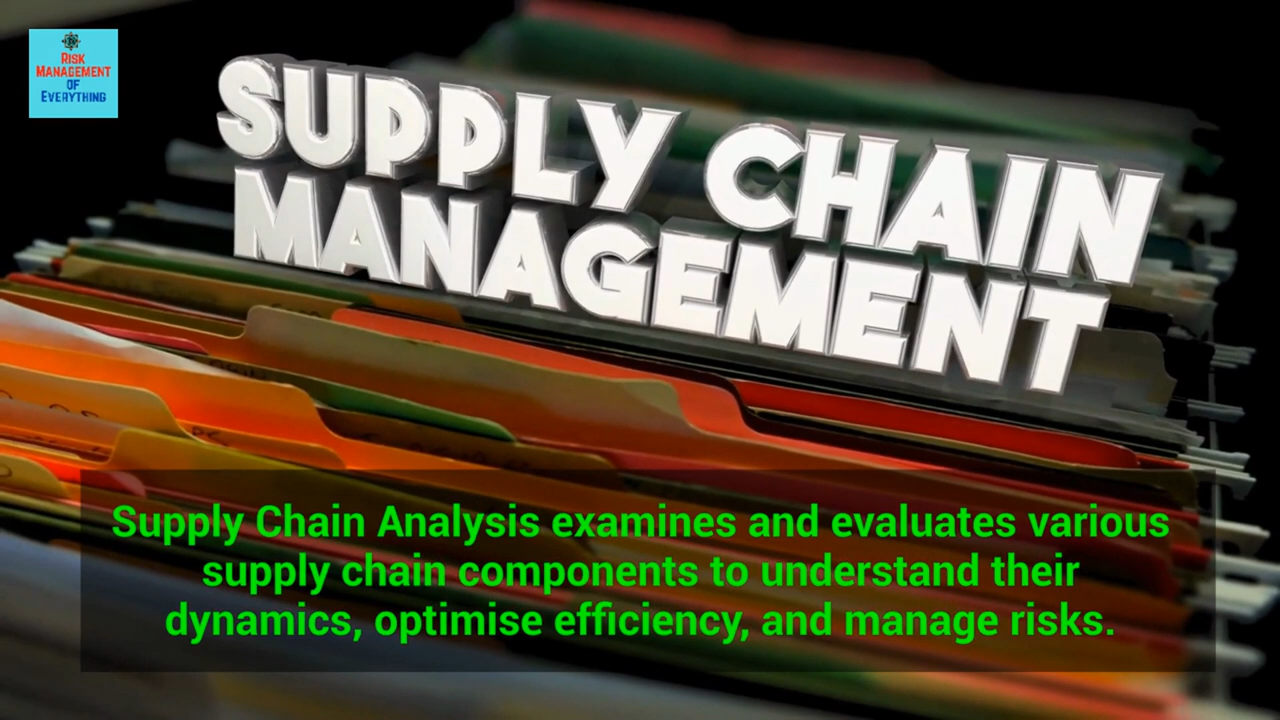 RISK
MANAGEMENT
OF
EVERYTHING
SUPPLY CHAIN
MANAGEMENT
Supply Chain Analysis examines and evaluates various
supply chain components to understand their
dynamics, optimise efficiency, and manage risks.